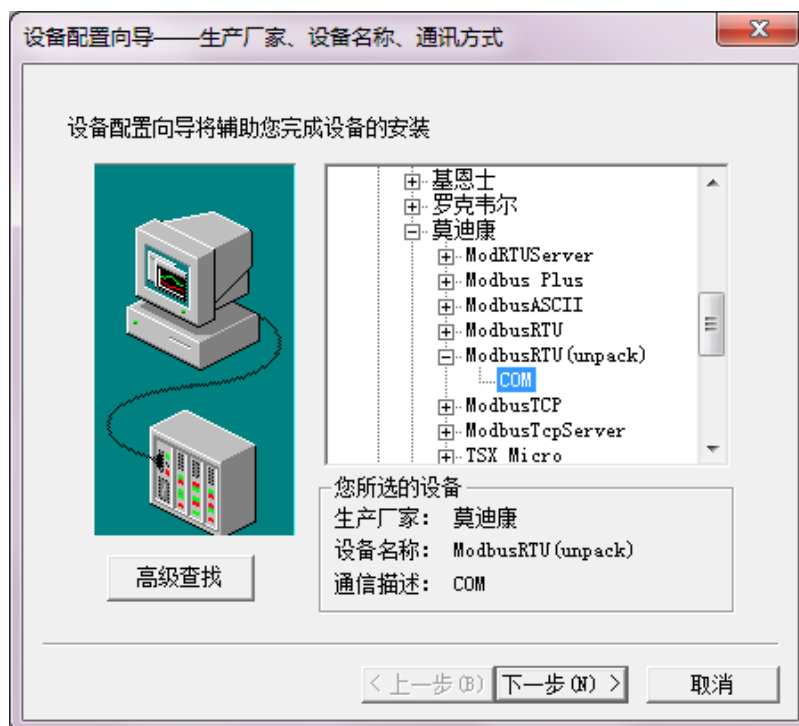 设备配置向导——生产厂家、设备名称、通讯方式
设备配置向导将辅助您完成设备的安装
基恩士
罗克韦尔
莫迪康
ModRTUServer
Modbus Plus
ModbusASCII
ModbusRTU
ModbusRTU(unpack)
COM
ModbusTCP
ModbusTcpServer
TSX Micro
您所选的设备
生产厂家： 莫迪康
设备名称： ModbusRTU(unpack)
通信描述： COM
高级查找
< 上一步(B) 下一步(N) > 取消